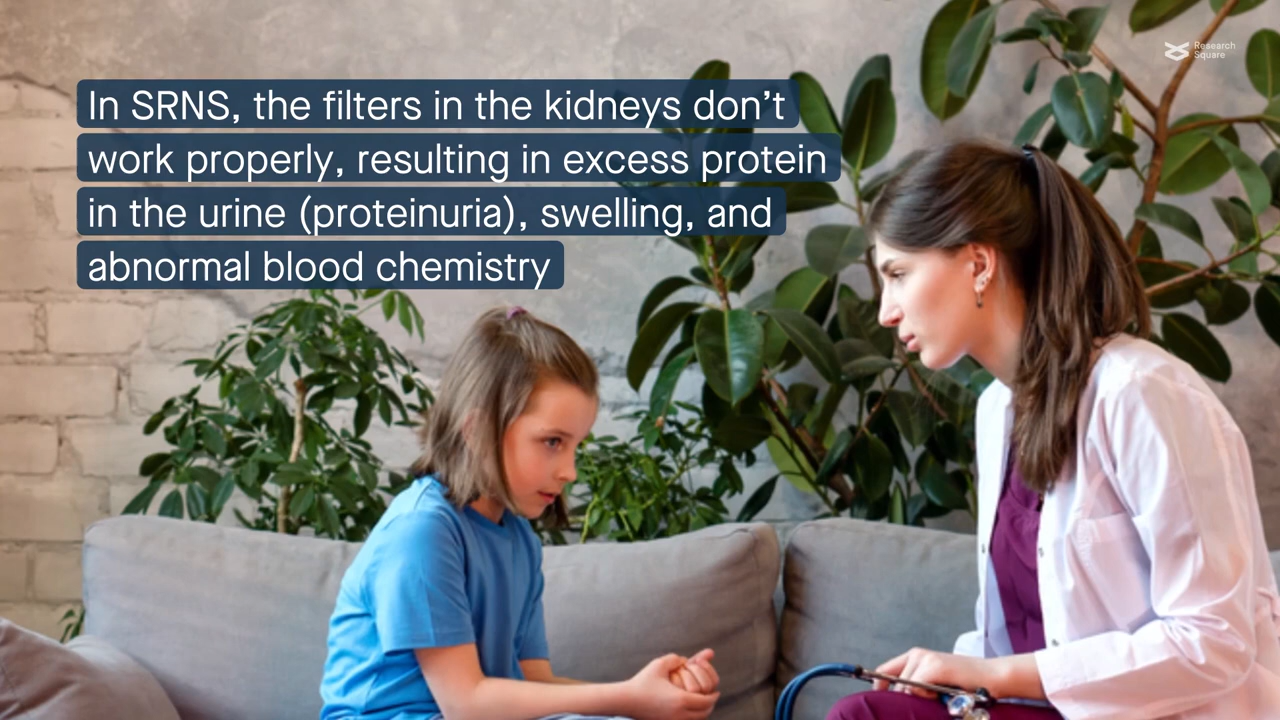 In SRNS, the filters in the kidneys don’t
work properly, resulting in excess protein
in the urine (proteinuria), swelling, and
abnormal blood chemistry
Research
Square